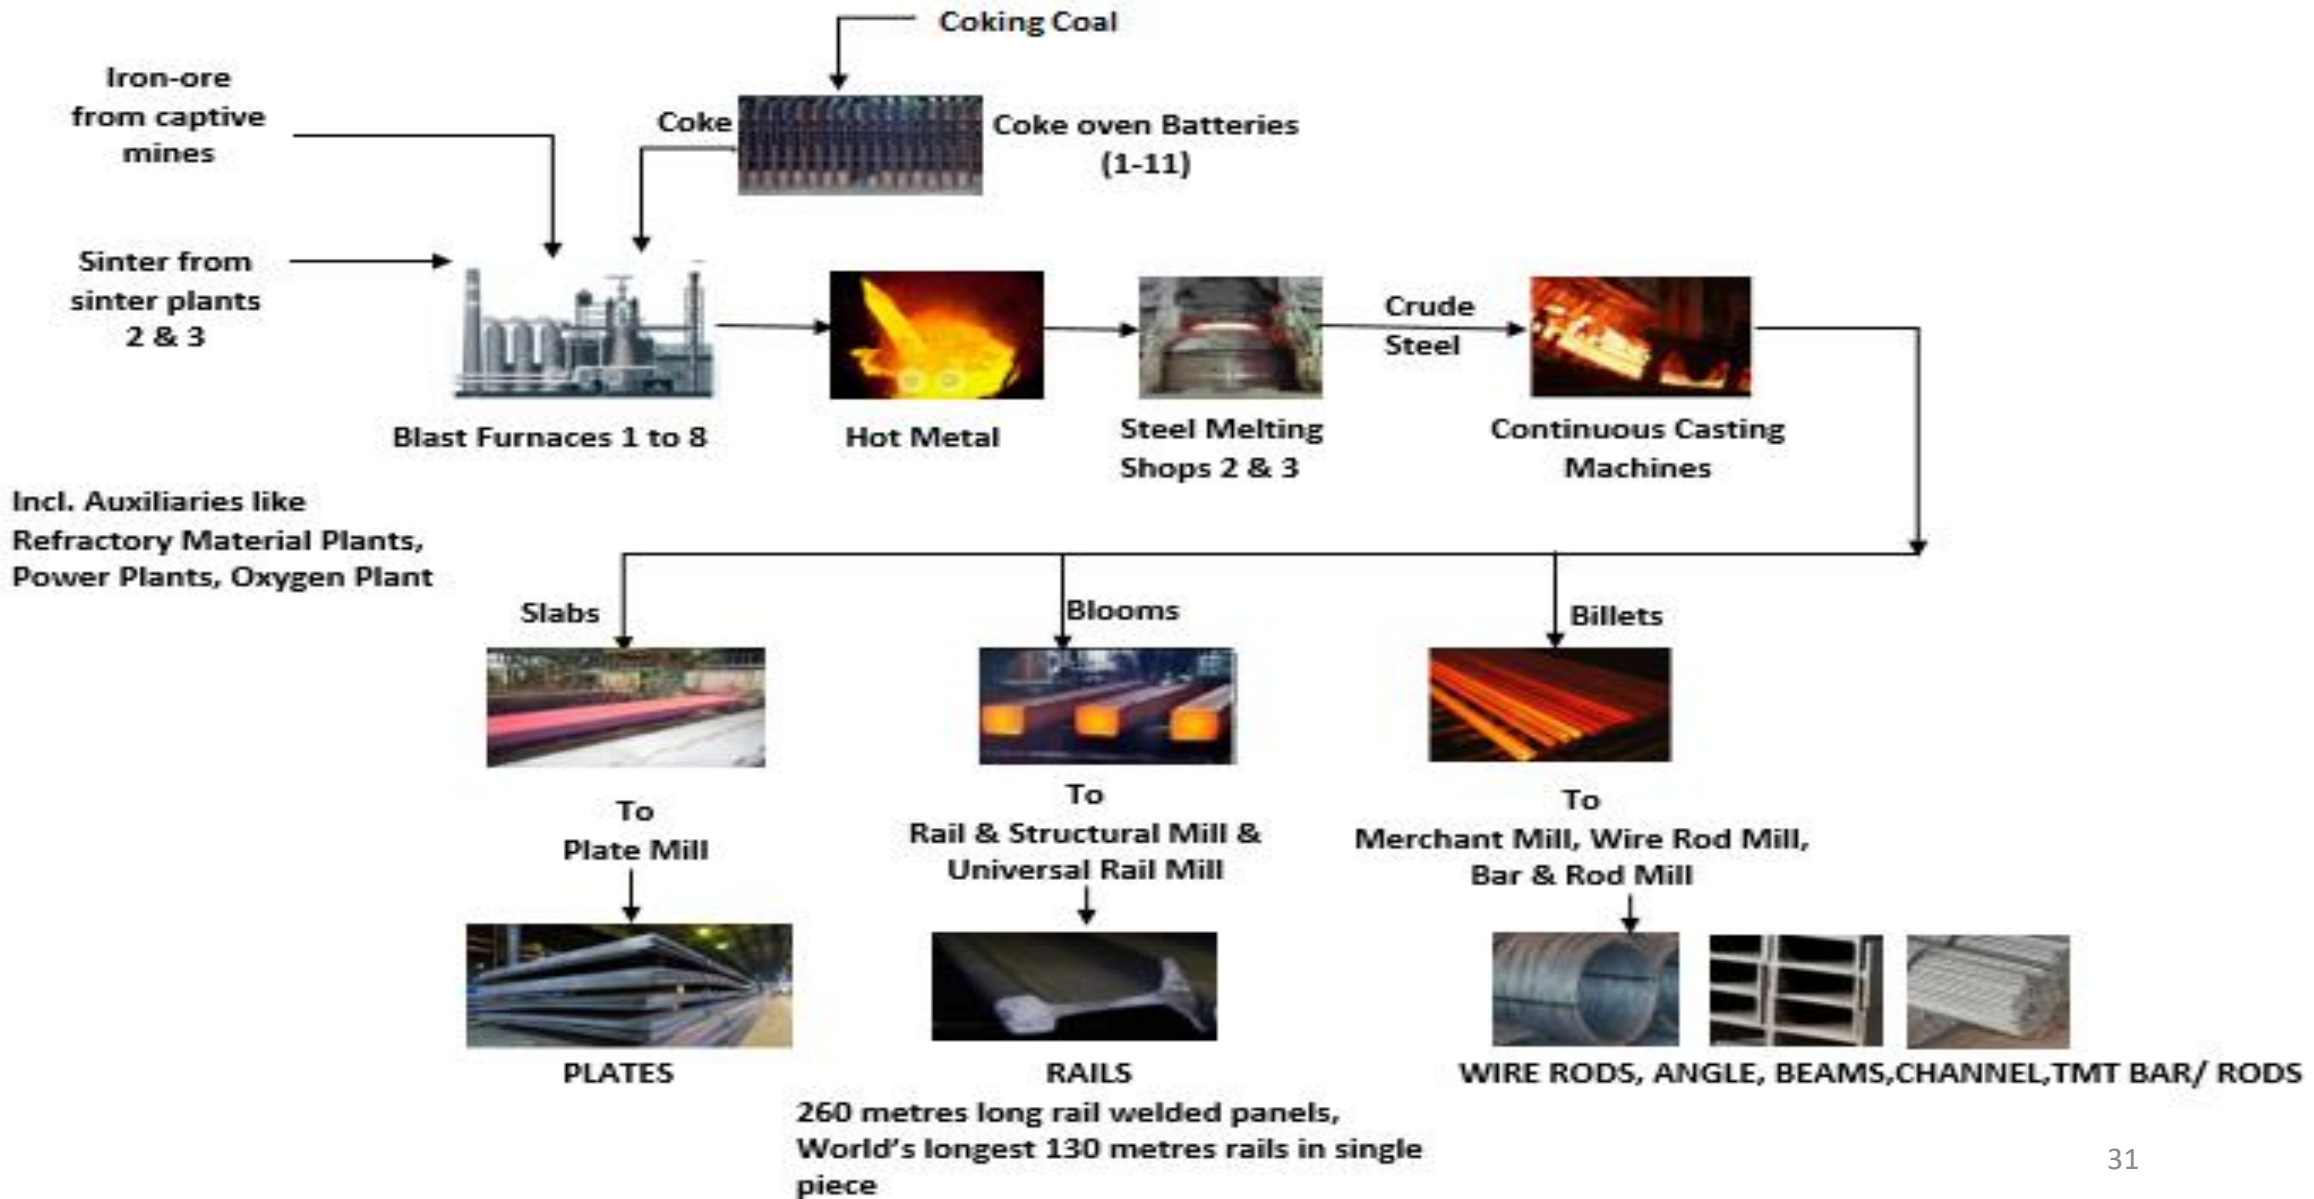 Coking Coal
Iron-ore
from captive
mines
Coke
Coke oven Batteries
(1-11)
Sinter from
sinter plants
2 & 3
Crude
Steel
Blast Furnaces 1 to 8
Hot Metal
Steel Melting
Shops 2 & 3
Continuous Casting
Machines
Incl. Auxiliaries like
Refractory Material Plants,
Power Plants, Oxygen Plant
Slabs
Blooms
Billets
To
Plate Mill
To
Rail & Structural Mill &
Universal Rail Mill
To
Merchant Mill, Wire Rod Mill,
Bar & Rod Mill
PLATES
RAILS
WIRE RODS, ANGLE, BEAMS,CHANNEL,TMT BAR/ RODS
260 metres long rail welded panels,
World's longest 130 metres rails in single
piece
31